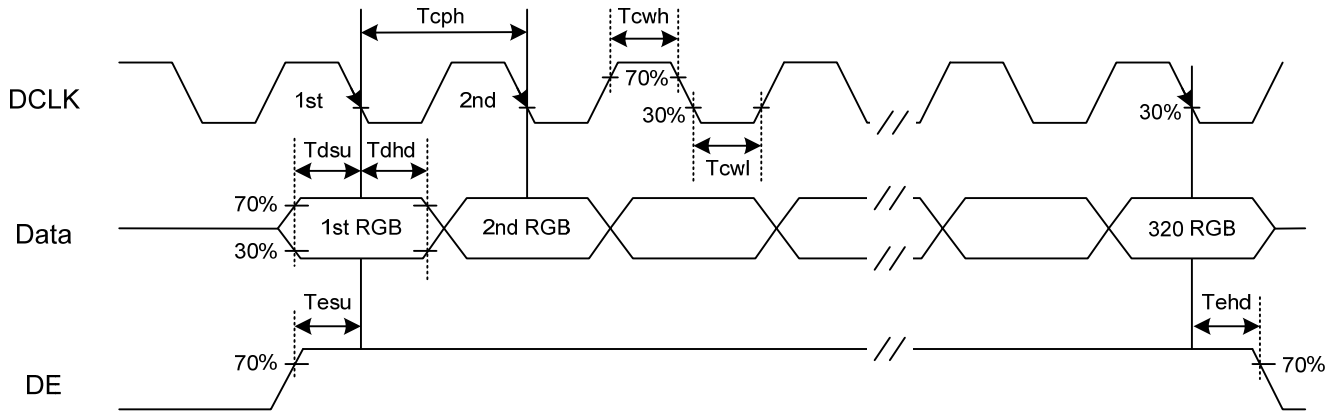 Tcph
Tcwh
DCLK
1st
2nd
70%
30%
30%
Tcwl
Tdsu
Tdhd
Data
70%
30%
1st RGB
2nd RGB
320 RGB
Tesu
Tehd
DE
70%
70%